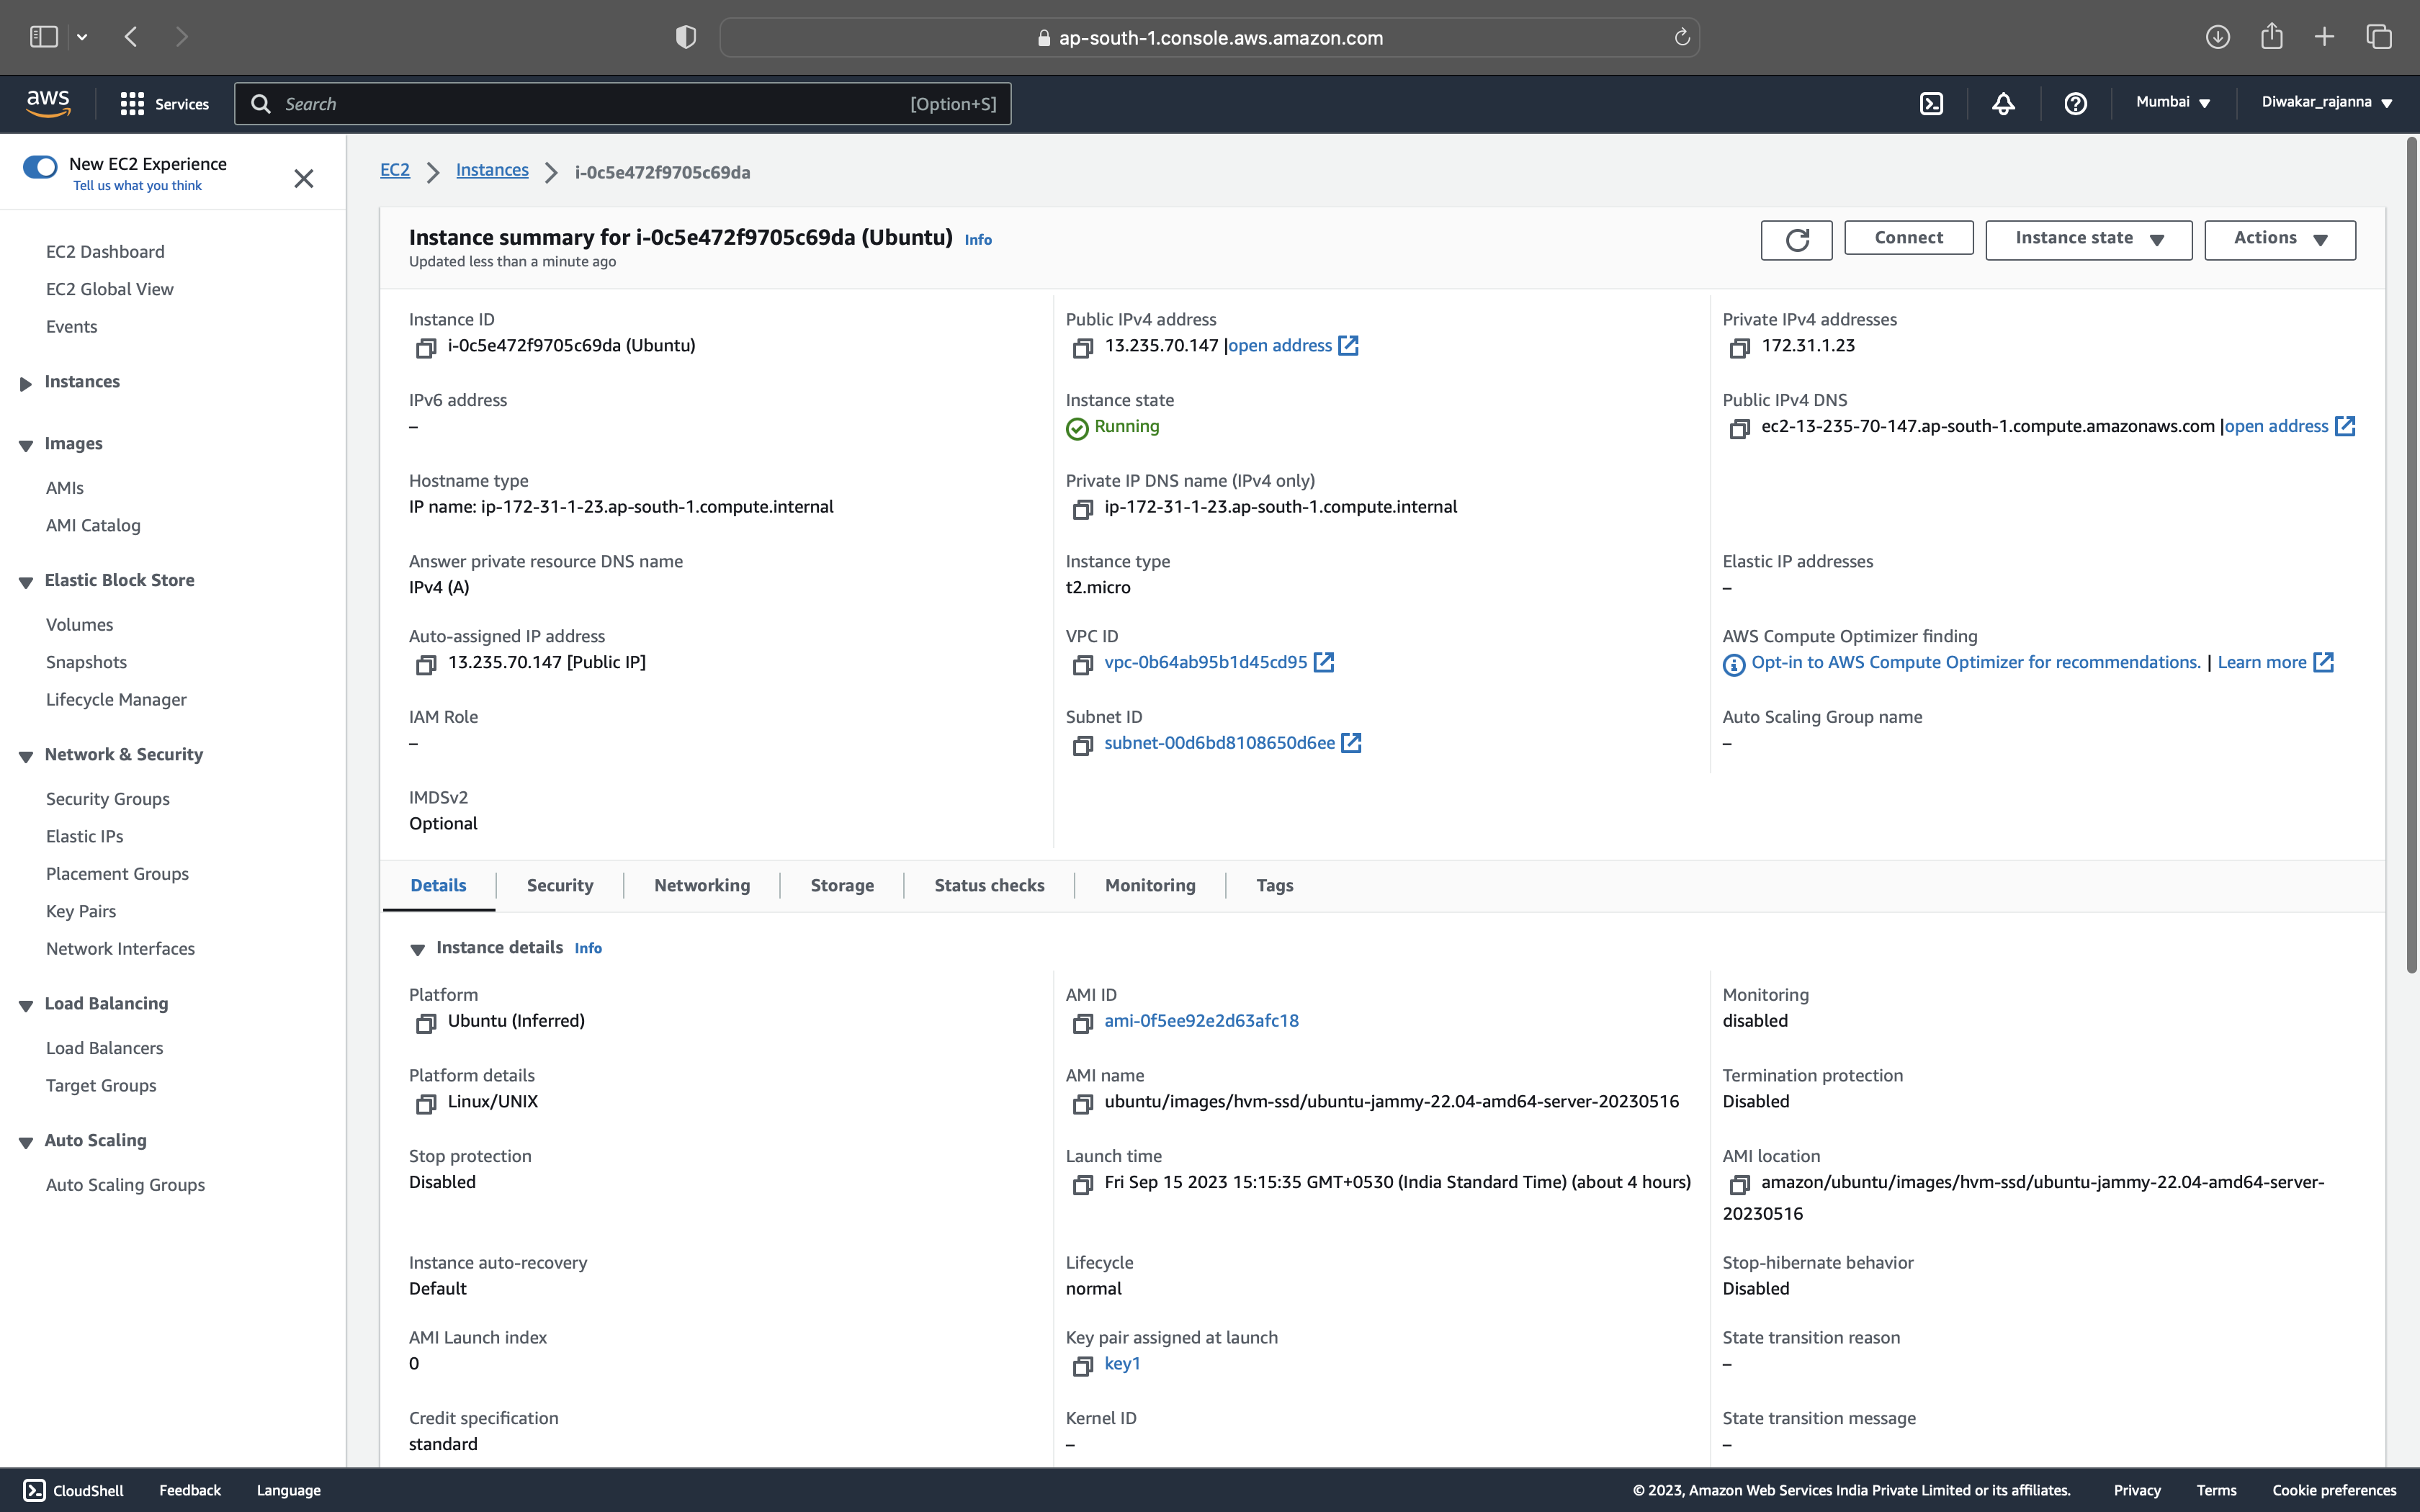 ap-south-1.console.aws.amazon.com
aws
Services
Search
[Option+S]
Mumbai
Diwakar_rajanna
New EC2 Experience
Tell us what you think
EC2 Dashboard
EC2 Global View
Events
Instances
Images
AMIs
AMI Catalog
Elastic Block Store
Volumes
Snapshots
Lifecycle Manager
Network & Security
Security Groups
Elastic IPs
Placement Groups
Key Pairs
Network Interfaces
Load Balancing
Load Balancers
Target Groups
Auto Scaling
Auto Scaling Groups
EC2 Instances i-0c5e472f9705c69da
Instance summary for i-0c5e472f9705c69da (Ubuntu) Info
Updated less than a minute ago
Connect
Instance state
Actions
Instance ID
i-0c5e472f9705c69da (Ubuntu)
Public IPv4 address
13.235.70.147 |open address
Private IPv4 addresses
172.31.1.23
IPv6 address
–
Instance state
Running
Public IPv4 DNS
ec2-13-235-70-147.ap-south-1.compute.amazonaws.com |open address
Hostname type
IP name: ip-172-31-1-23.ap-south-1.compute.internal
Private IP DNS name (IPv4 only)
ip-172-31-1-23.ap-south-1.compute.internal
Answer private resource DNS name
IPv4 (A)
Instance type
t2.micro
Elastic IP addresses
–
Auto-assigned IP address
13.235.70.147 [Public IP]
VPC ID
vpc-0b64ab95b1d45cd95
AWS Compute Optimizer finding
Opt-in to AWS Compute Optimizer for recommendations. | Learn more
IAM Role
–
Subnet ID
subnet-00d6bd8108650d6ee
Auto Scaling Group name
–
IMDSv2
Optional
Details
Security
Networking
Storage
Status checks
Monitoring
Tags
Instance details Info
Platform
Ubuntu (Inferred)
AMI ID
ami-0f5ee92e2d63afc18
Monitoring
disabled
Platform details
Linux/UNIX
AMI name
ubuntu/images/hvm-ssd/ubuntu-jammy-22.04-amd64-server-20230516
Termination protection
Disabled
Stop protection
Disabled
Launch time
Fri Sep 15 2023 15:15:35 GMT+0530 (India Standard Time) (about 4 hours)
AMI location
amazon/ubuntu/images/hvm-ssd/ubuntu-jammy-22.04-amd64-server-
20230516
Instance auto-recovery
Default
Lifecycle
normal
Stop-hibernate behavior
Disabled
AMI Launch index
0
Key pair assigned at launch
key1
State transition reason
–
Credit specification
standard
Kernel ID
–
State transition message
–
CloudShell
Feedback
Language
© 2023, Amazon Web Services India Private Limited or its affiliates.
Privacy
Terms
Cookie preferences